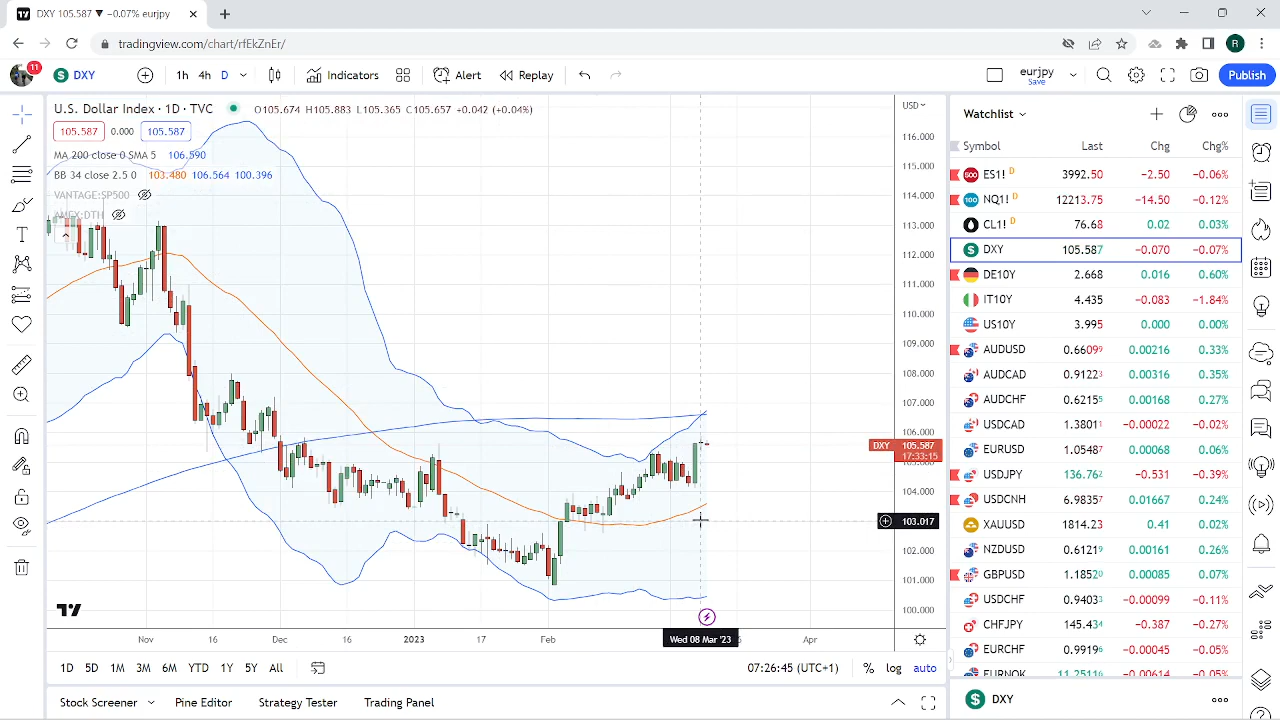 DXY 105.587 ▼ −0.07% eurjpy
tradingview.com/chart/rfEkZnEr/
11
DXY
1h 4h D
Indicators
Alert
Replay
eurjpy
Save
Publish
U.S. Dollar Index · 1D · TVC
O105.674 H105.883 L105.365 C105.657 +0.042 (+0.04%)
USD
105.587 0.000 105.587
MA 200 close 0 SMA 5 106.590
BB 34 close 2.5 0 103.480 106.564 100.396
VANTAGE:SP500
AMEX:DTH
116.000
115.000
114.000
113.000
112.000
111.000
110.000
109.000
108.000
107.000
106.000
DXY 105.587
17:33:15
104.000
103.017
102.000
101.000
100.000
Nov 16 Dec 16 2023 17 Feb Wed 08 Mar '23 Apr
1D 5D 1M 3M 6M YTD 1Y 5Y All
07:26:45 (UTC+1) % log auto
Stock Screener Pine Editor Strategy Tester Trading Panel
Watchlist
Symbol Last Chg Chg%
ES1! D 3992.50 −2.50 −0.06%
NQ1! D 12213.75 −14.50 −0.12%
CL1! D 76.68 0.02 0.03%
DXY 105.587 −0.070 −0.07%
DE10Y 2.668 0.016 0.60%
IT10Y 4.435 −0.083 −1.84%
US10Y 3.995 0.000 0.00%
AUDUSD 0.66099 0.00216 0.33%
AUDCAD 0.91223 0.00316 0.35%
AUDCHF 0.62155 0.00168 0.27%
USDCAD 1.38011 −0.00022 −0.02%
EURUSD 1.05487 0.00068 0.06%
USDJPY 136.762 −0.531 −0.39%
USDCNH 6.98357 0.01667 0.24%
XAUUSD 1814.23 0.41 0.02%
NZDUSD 0.61219 0.00161 0.26%
GBPUSD 1.18520 0.00085 0.07%
USDCHF 0.94033 −0.00099 −0.11%
CHFJPY 145.434 −0.387 −0.27%
EURCHF 0.99196 −0.00045 −0.05%
EURNOK 11.25116 −0.00614 −0.05%
DXY